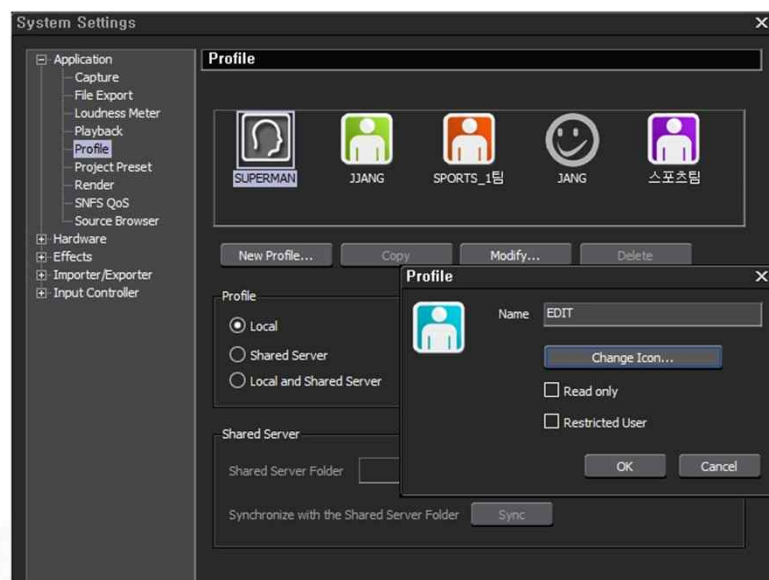 System Settings
Application
Capture
File Export
Loudness Meter
Playback
Profile
Project Preset
Render
SNFS QoS
Source Browser
Hardware
Effects
Importer/Exporter
Input Controller
Profile
SUPERMAN JJANG SPORTS_1팀 JANG 스포츠팀
New Profile... Copy Modify... Delete
Profile
Local
Shared Server
Local and Shared Server
Shared Server
Shared Server Folder
Synchronize with the Shared Server Folder Sync
Profile
Name EDIT
Change Icon...
Read only
Restricted User
OK Cancel